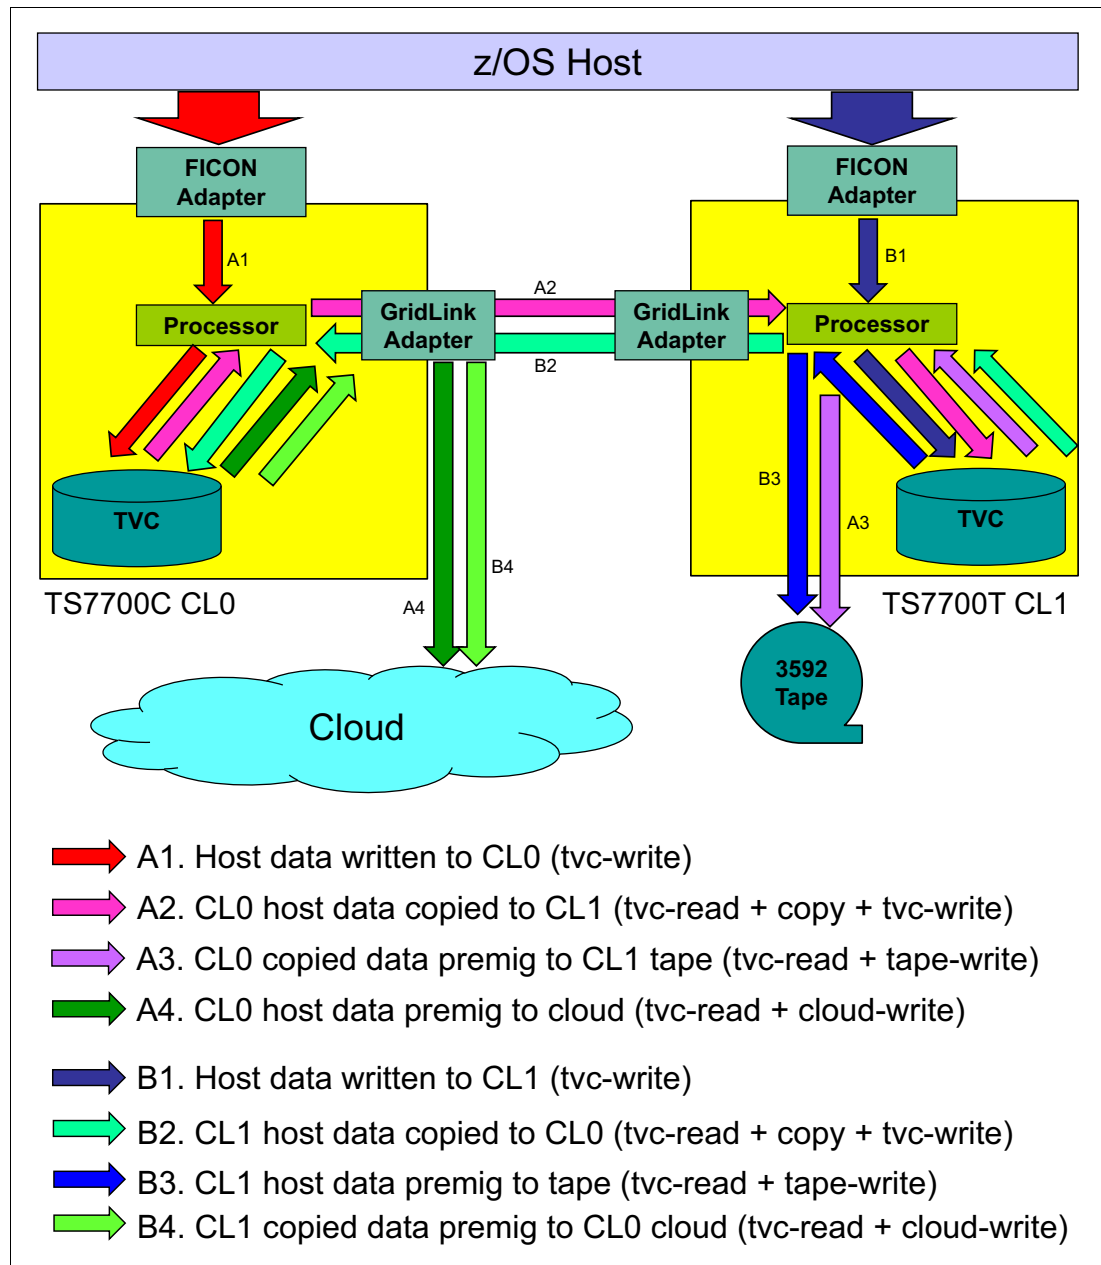 z/OS Host
FICON
Adapter
FICON
Adapter
A1
B1
A2
GridLink
Adapter
GridLink
Adapter
Processor
Processor
B2
TVC
TVC
B3
A3
B4
A4
TS7700C CL0
TS7700T CL1
3592
Tape
Cloud
A1. Host data written to CL0 (tvc-write)
A2. CL0 host data copied to CL1 (tvc-read + copy + tvc-write)
A3. CL0 copied data premig to CL1 tape (tvc-read + tape-write)
A4. CL0 host data premig to cloud (tvc-read + cloud-write)
B1. Host data written to CL1 (tvc-write)
B2. CL1 host data copied to CL0 (tvc-read + copy + tvc-write)
B3. CL1 host data premig to tape (tvc-read + tape-write)
B4. CL1 copied data premig to CL0 cloud (tvc-read + cloud-write)